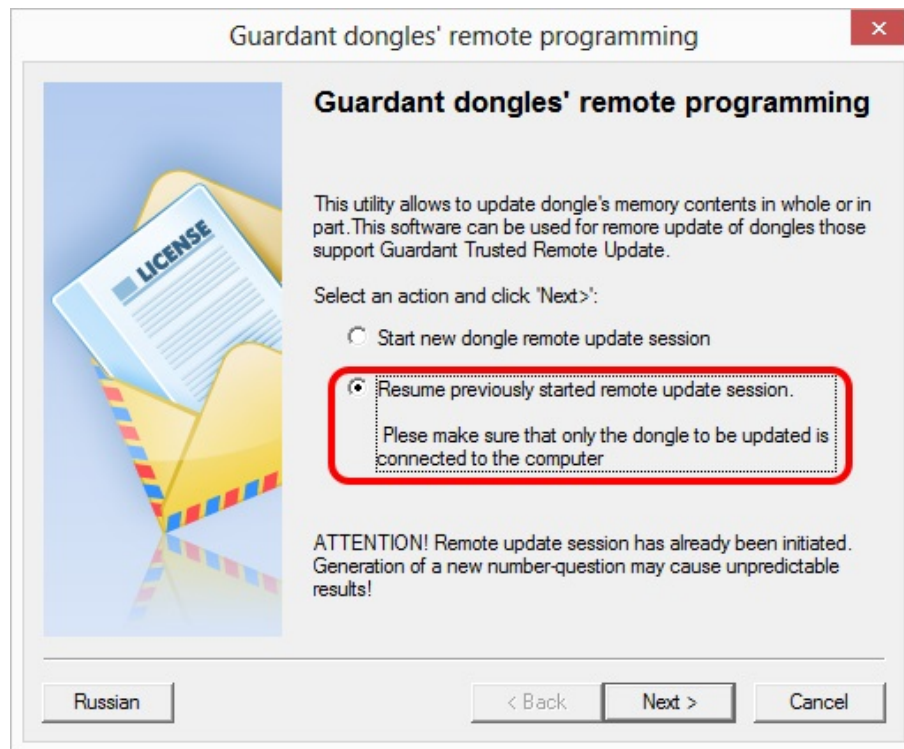 Guardant dongles' remote programming
Guardant dongles' remote programming
LICENSE
This utility allows to update dongle's memory contents in whole or in
part.This software can be used for remore update of dongles those
support Guardant Trusted Remote Update.
Select an action and click 'Next>':
Start new dongle remote update session
Resume previously started remote update session.
Plese make sure that only the dongle to be updated is
connected to the computer
ATTENTION! Remote update session has already been initiated.
Generation of a new number-question may cause unpredictable
results!
Russian
< Back
Next >
Cancel